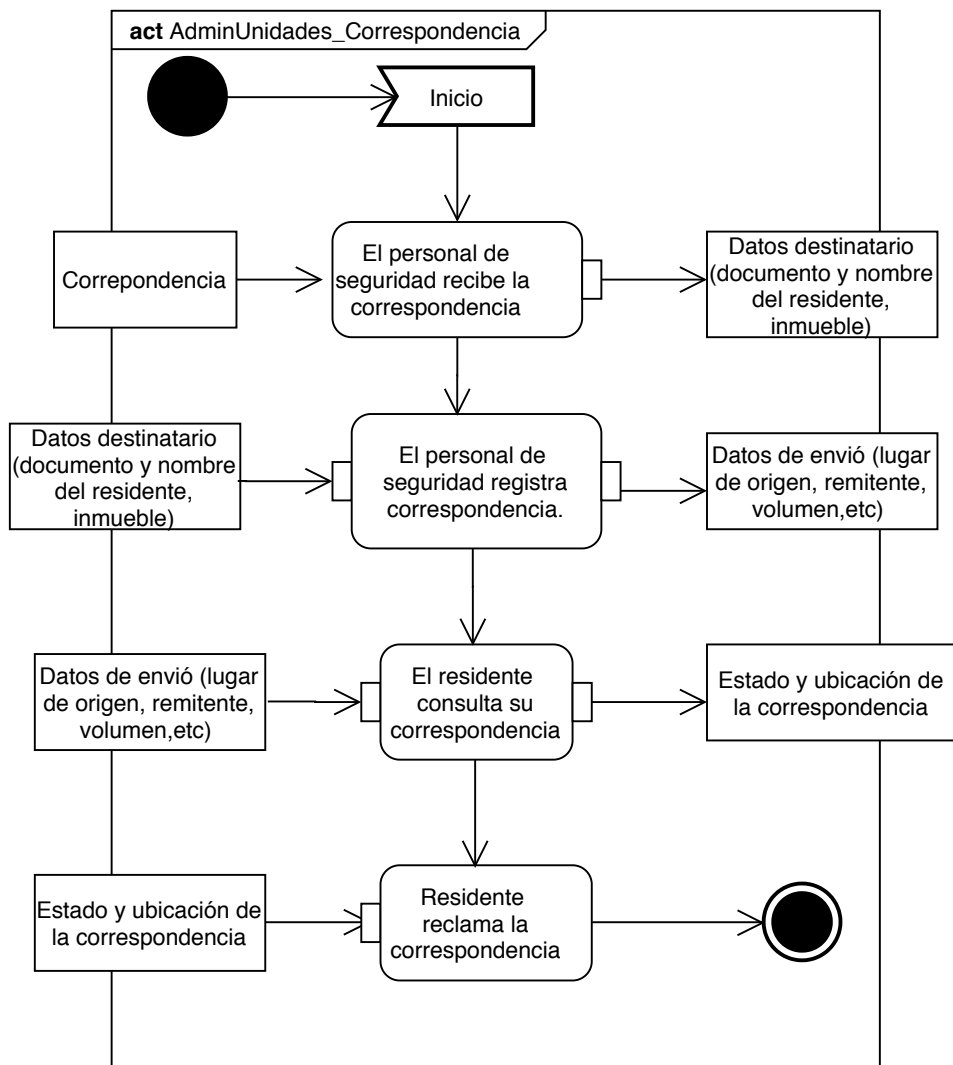 act AdminUnidades_Correspondencia
Inicio
Correpondencia
El personal de
seguridad recibe la
correspondencia
Datos destinatario
(documento y nombre
del residente,
inmueble)
Datos destinatario
(documento y nombre
del residente,
inmueble)
El personal de
seguridad registra
correspondencia.
Datos de envió (lugar
de origen, remitente,
volumen,etc)
Datos de envió (lugar
de origen, remitente,
volumen,etc)
El residente
consulta su
correspondencia
Estado y ubicación de
la correspondencia
Estado y ubicación de
la correspondencia
Residente
reclama la
correspondencia